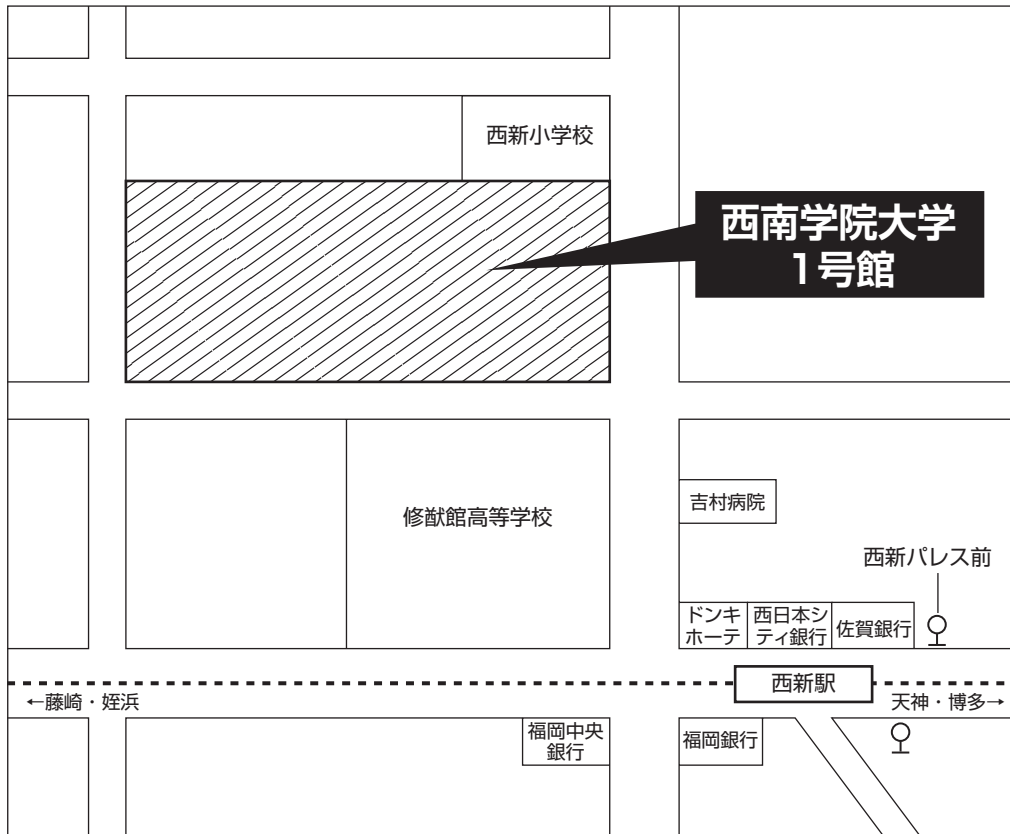 西新小学校
西南学院大学
1号館
修猷館高等学校
吉村病院
西新パレス前
ドンキ
ホーテ
西日本シ
ティ銀行
佐賀銀行
西新駅
←藤崎・姪浜
天神・博多→
福岡中央
銀行
福岡銀行